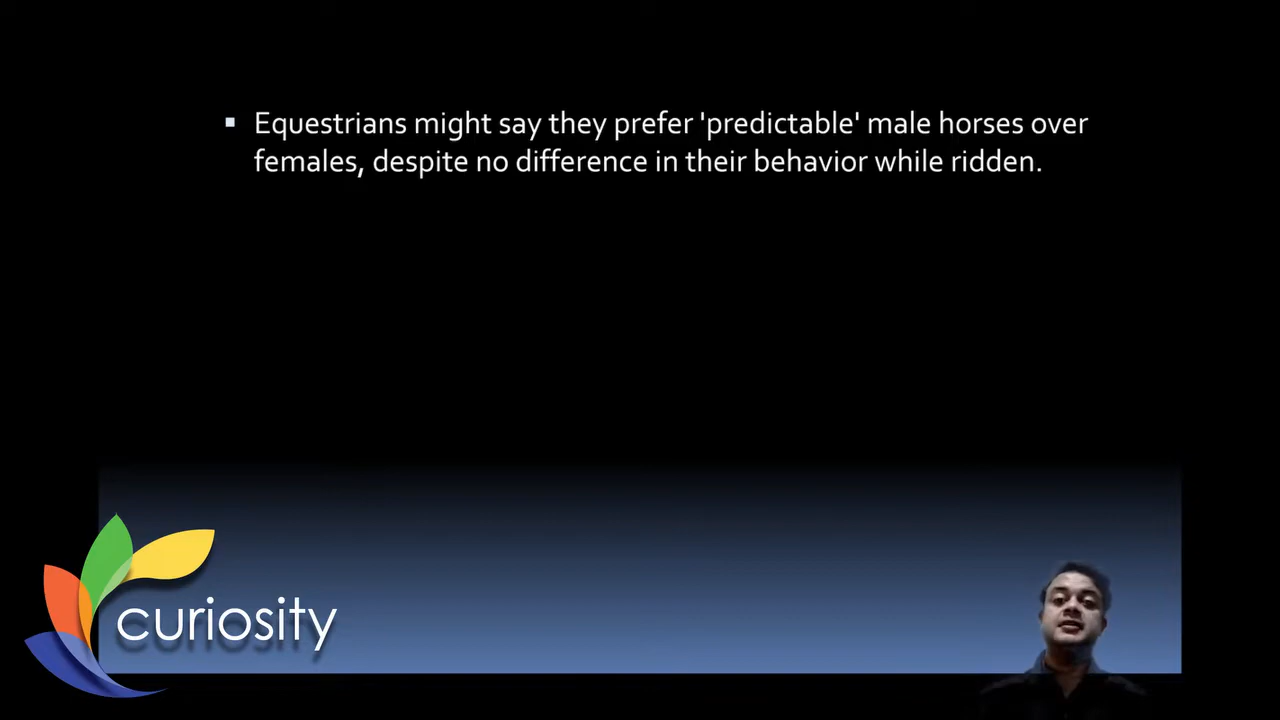 Equestrians might say they prefer 'predictable' male horses over
females, despite no difference in their behavior while ridden.
curiosity